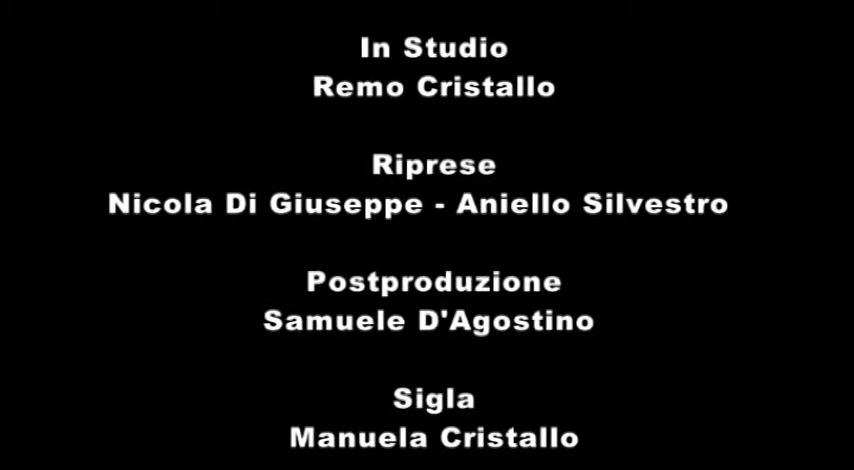 In Studio
Remo Cristallo
Riprese
Nicola Di Giuseppe - Aniello Silvestro
Postproduzione
Samuele D'Agostino
Sigla
Manuela Cristallo